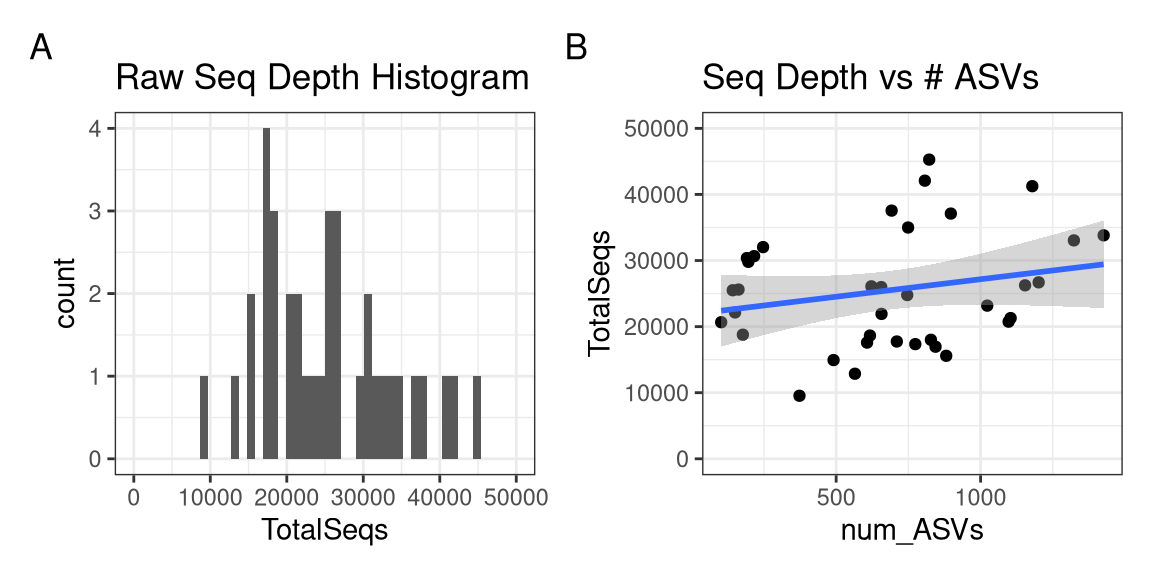 A
Raw Seq Depth Histogram
count
4
3
2
1
0
0 10000 20000 30000 40000 50000
TotalSeqs
B
Seq Depth vs # ASVs
TotalSeqs
50000
40000
30000
20000
10000
0
500 1000
num_ASVs